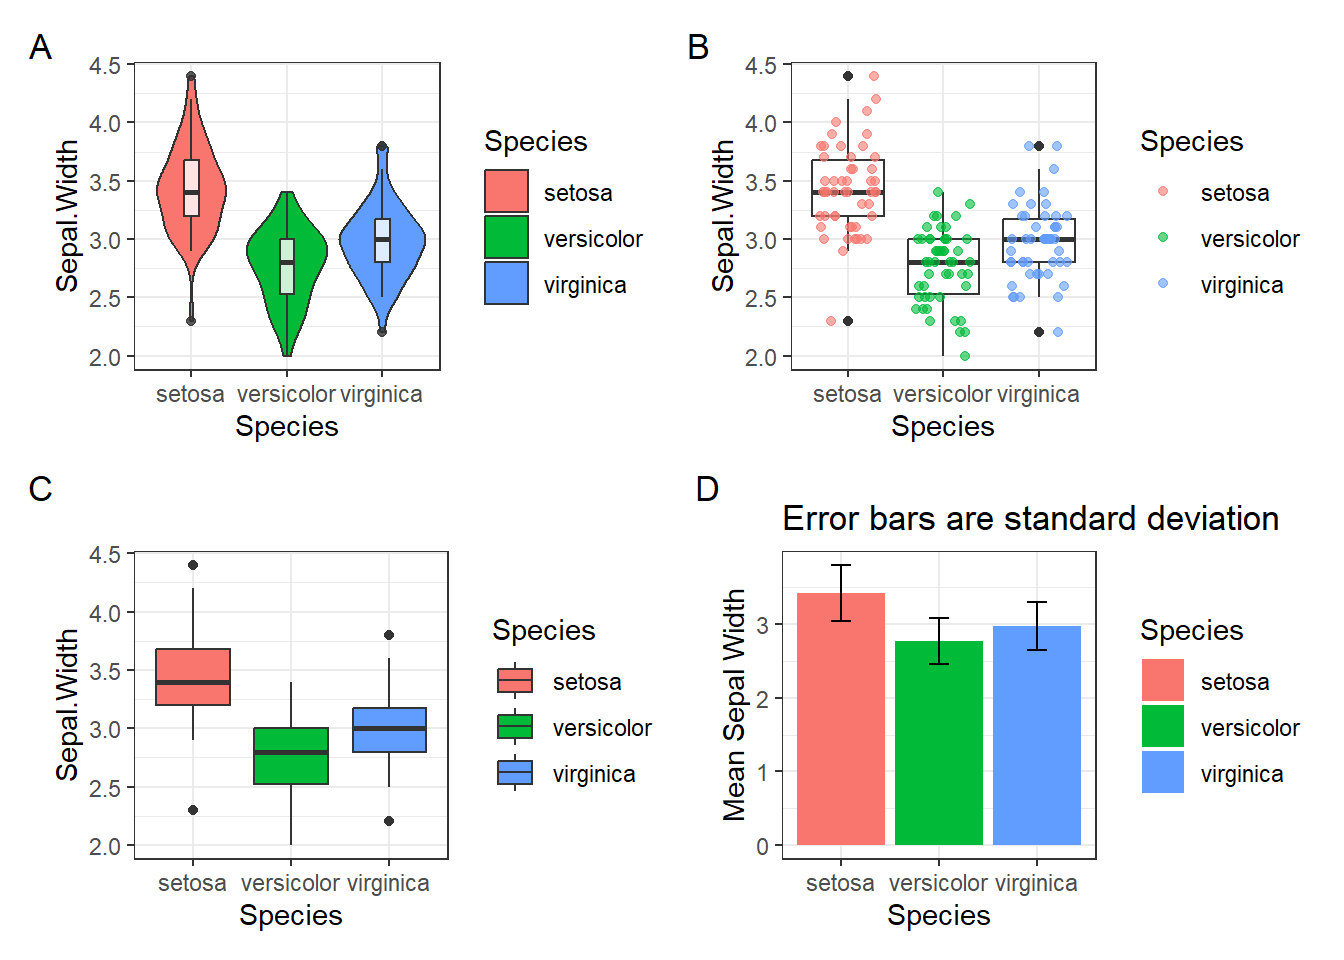 A
4.5
4.0
3.5
3.0
2.5
2.0
Sepal.Width
setosa versicolor virginica
Species
Species
setosa
versicolor
virginica
B
4.5
4.0
3.5
3.0
2.5
2.0
Sepal.Width
setosa versicolor virginica
Species
Species
setosa
versicolor
virginica
C
4.5
4.0
3.5
3.0
2.5
2.0
Sepal.Width
setosa versicolor virginica
Species
Species
setosa
versicolor
virginica
D
Error bars are standard deviation
3
2
1
0
Mean Sepal Width
setosa versicolor virginica
Species
Species
setosa
versicolor
virginica